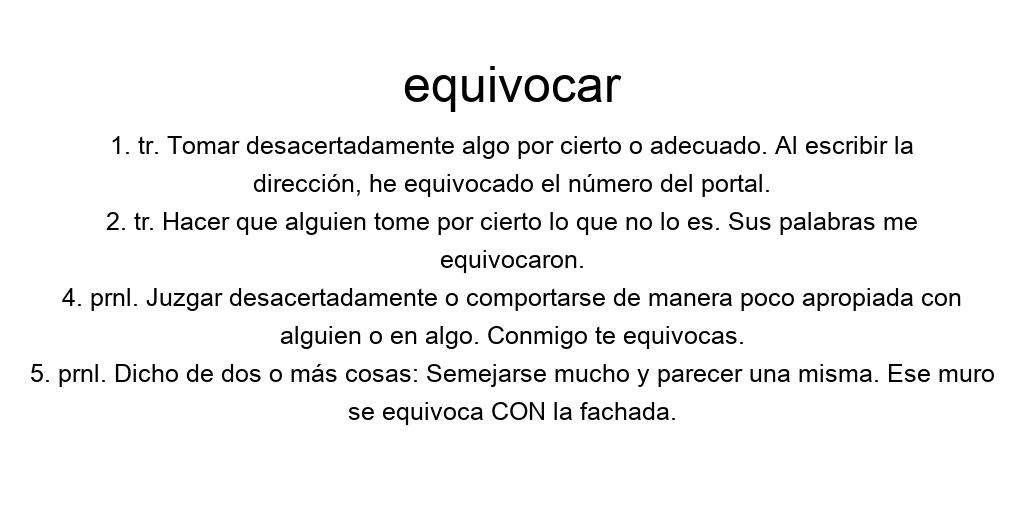 equivocar
1. tr. Tomar desacertadamente algo por cierto o adecuado. Al escribir la
dirección, he equivocado el número del portal.
2. tr. Hacer que alguien tome por cierto lo que no lo es. Sus palabras me
equivocaron.
4. prnl. Juzgar desacertadamente o comportarse de manera poco apropiada con
alguien o en algo. Conmigo te equivocas.
5. prnl. Dicho de dos o más cosas: Semejarse mucho y parecer una misma. Ese muro
se equivoca CON la fachada.